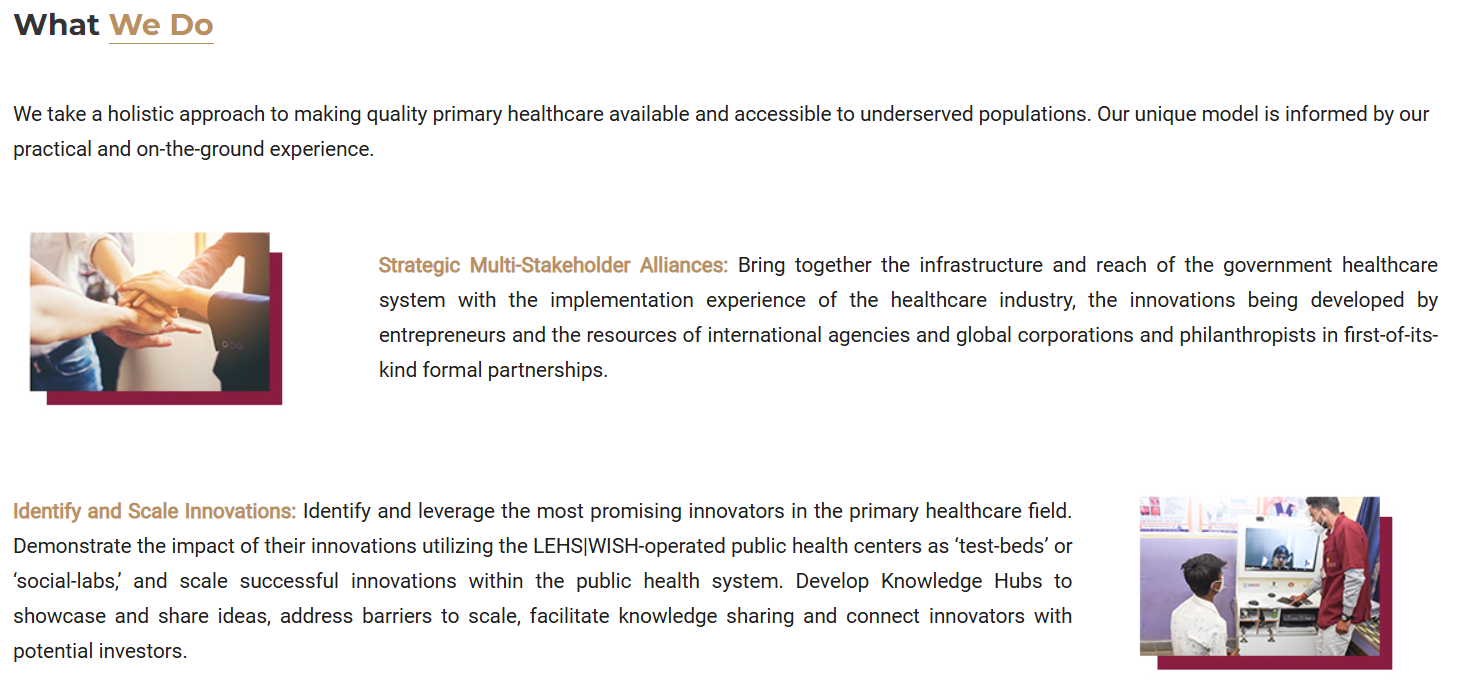 What We Do
We take a holistic approach to making quality primary healthcare available and accessible to underserved populations. Our unique model is informed by our
practical and on-the-ground experience.
Strategic Multi-Stakeholder Alliances: Bring together the infrastructure and reach of the government healthcare
system with the implementation experience of the healthcare industry, the innovations being developed by
entrepreneurs and the resources of international agencies and global corporations and philanthropists in first-of-its-
kind formal partnerships.
Identify and Scale Innovations: Identify and leverage the most promising innovators in the primary healthcare field.
Demonstrate the impact of their innovations utilizing the LEHS|WISH-operated public health centers as ‘test-beds’ or
‘social-labs,’ and scale successful innovations within the public health system. Develop Knowledge Hubs to
showcase and share ideas, address barriers to scale, facilitate knowledge sharing and connect innovators with
potential investors.